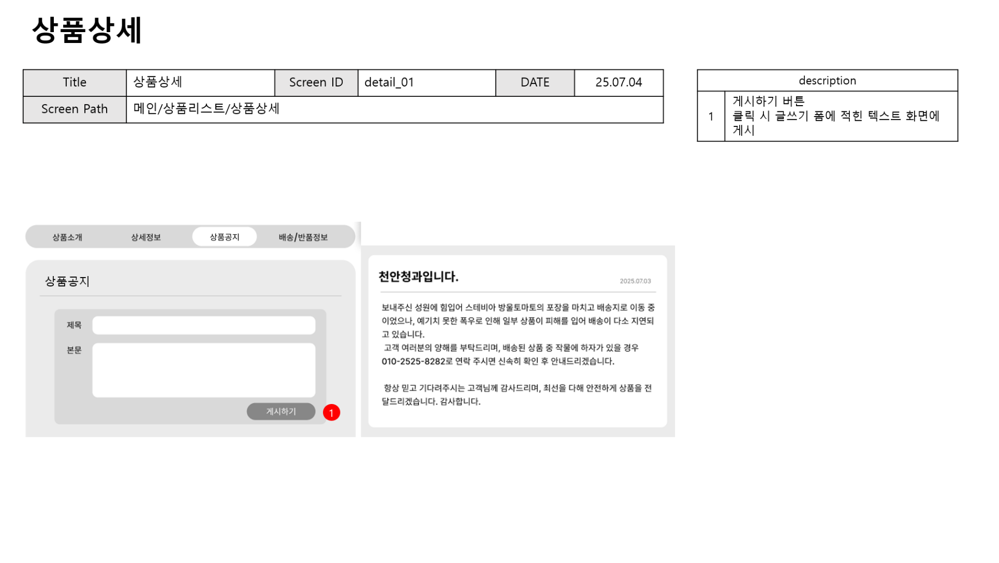 상품상세
Title 상품상세 Screen ID detail_01 DATE 25.07.04
Screen Path 메인/상품리스트/상품상세
description
1 게시하기 버튼
클릭 시 글쓰기 폼에 적힌 텍스트 화면에
게시
상품소개 상세정보 상품공지 배송/반품정보
상품공지
제목
본문
게시하기 1
천안청과입니다.
2025.07.03
보내주신 성원에 힘입어 스테비아 방울토마토의 포장을 마치고 배송지로 이동 중
이었으나, 예기치 못한 폭우로 인해 일부 상품이 피해를 입어 배송이 다소 지연되
고 있습니다.
고객 여러분의 양해를 부탁드리며, 배송된 상품 중 작물에 하자가 있을 경우
010-2525-8282로 연락 주시면 신속히 확인 후 안내드리겠습니다.
항상 믿고 기다려주시는 고객님께 감사드리며, 최선을 다해 안전하게 상품을 전
달드리겠습니다. 감사합니다.